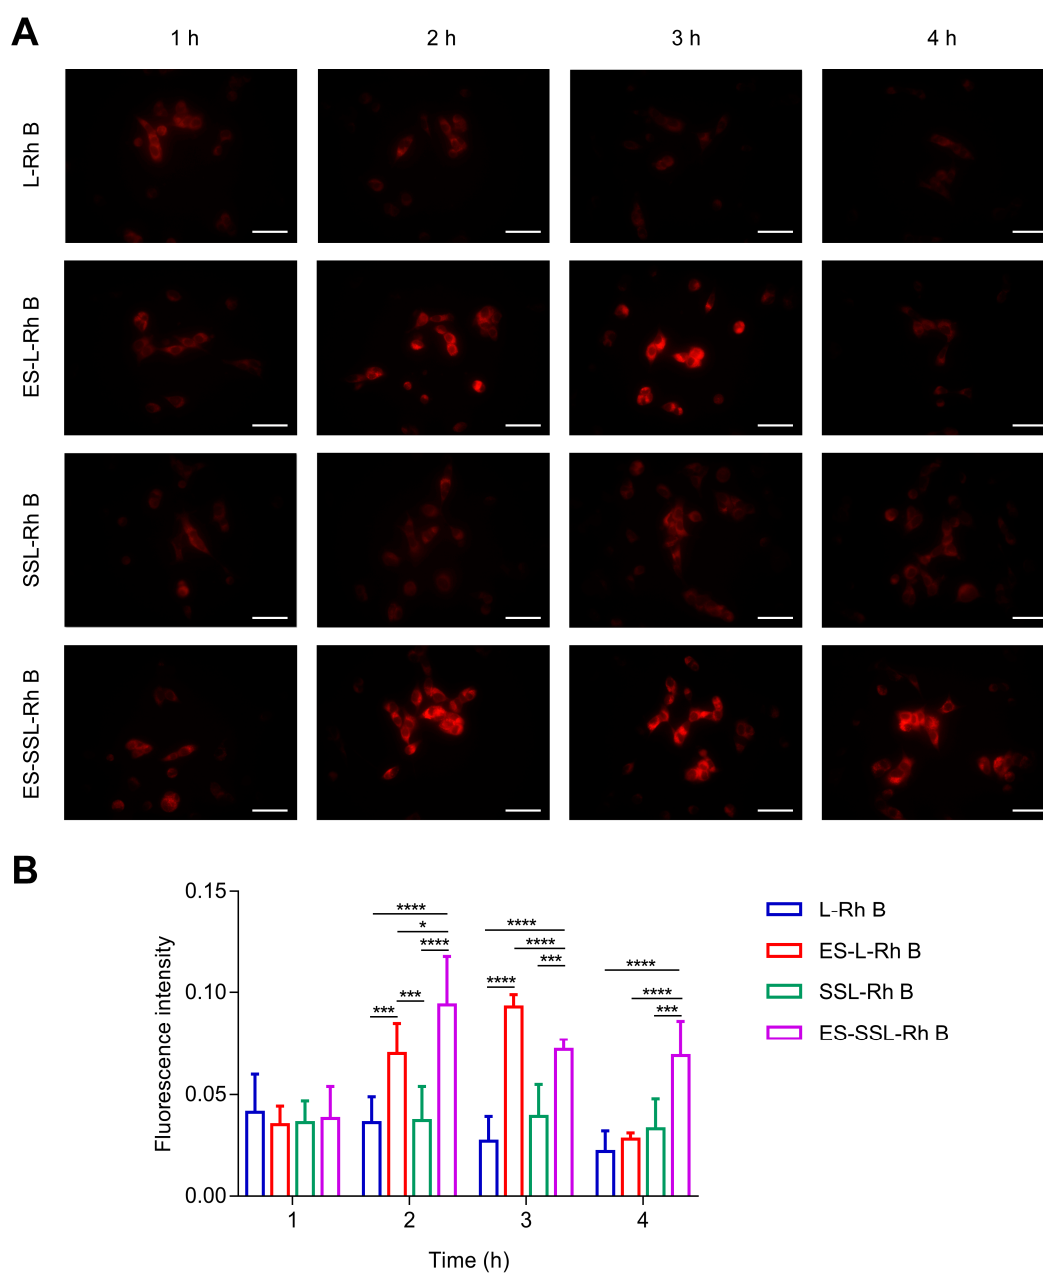 A
1 h 2 h 3 h 4 h
L-Rh B
ES-L-Rh B
SSL-Rh B
ES-SSL-Rh B
B
Fluorescence intensity
0.15
0.10
0.05
0.00
****
*
****
***
***
****
****
***
****
****
****
***
1 2 3 4
Time (h)
L-Rh B
ES-L-Rh B
SSL-Rh B
ES-SSL-Rh B